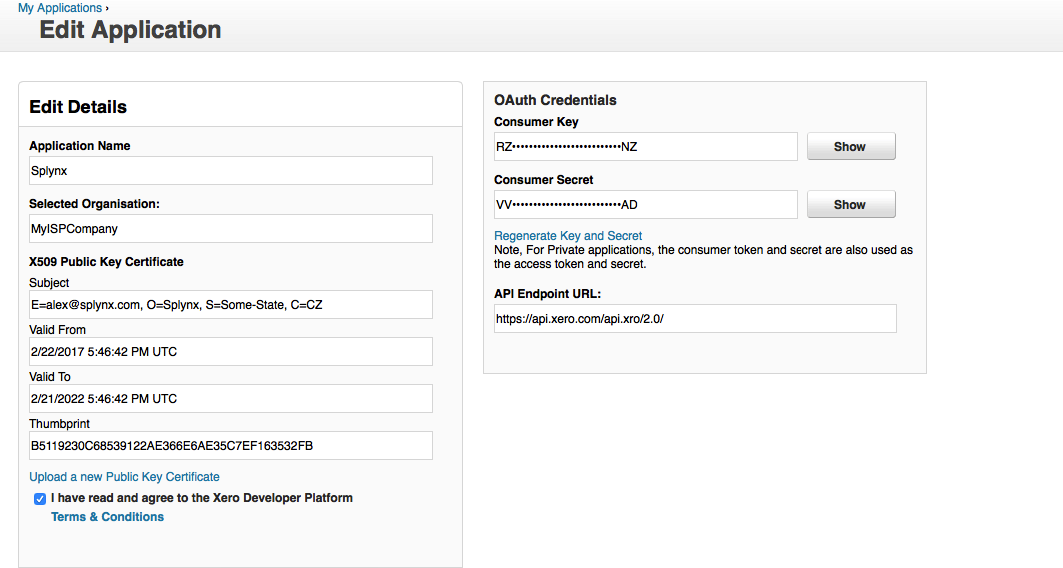 My Applications ›
Edit Application
Edit Details
Application Name
Splynx
Selected Organisation:
MyISPCompany
X509 Public Key Certificate
Subject
E=alex@splynx.com, O=Splynx, S=Some-State, C=CZ
Valid From
2/22/2017 5:46:42 PM UTC
Valid To
2/21/2022 5:46:42 PM UTC
Thumbprint
B5119230C68539122AE366E6AE35C7EF163532FB
Upload a new Public Key Certificate
I have read and agree to the Xero Developer Platform
Terms & Conditions
OAuth Credentials
Consumer Key
RZ••••••••••••••••••••••••••NZ
Show
Consumer Secret
VV••••••••••••••••••••••••••AD
Show
Regenerate Key and Secret
Note, For Private applications, the consumer token and secret are also used as
the access token and secret.
API Endpoint URL:
https://api.xero.com/api.xro/2.0/